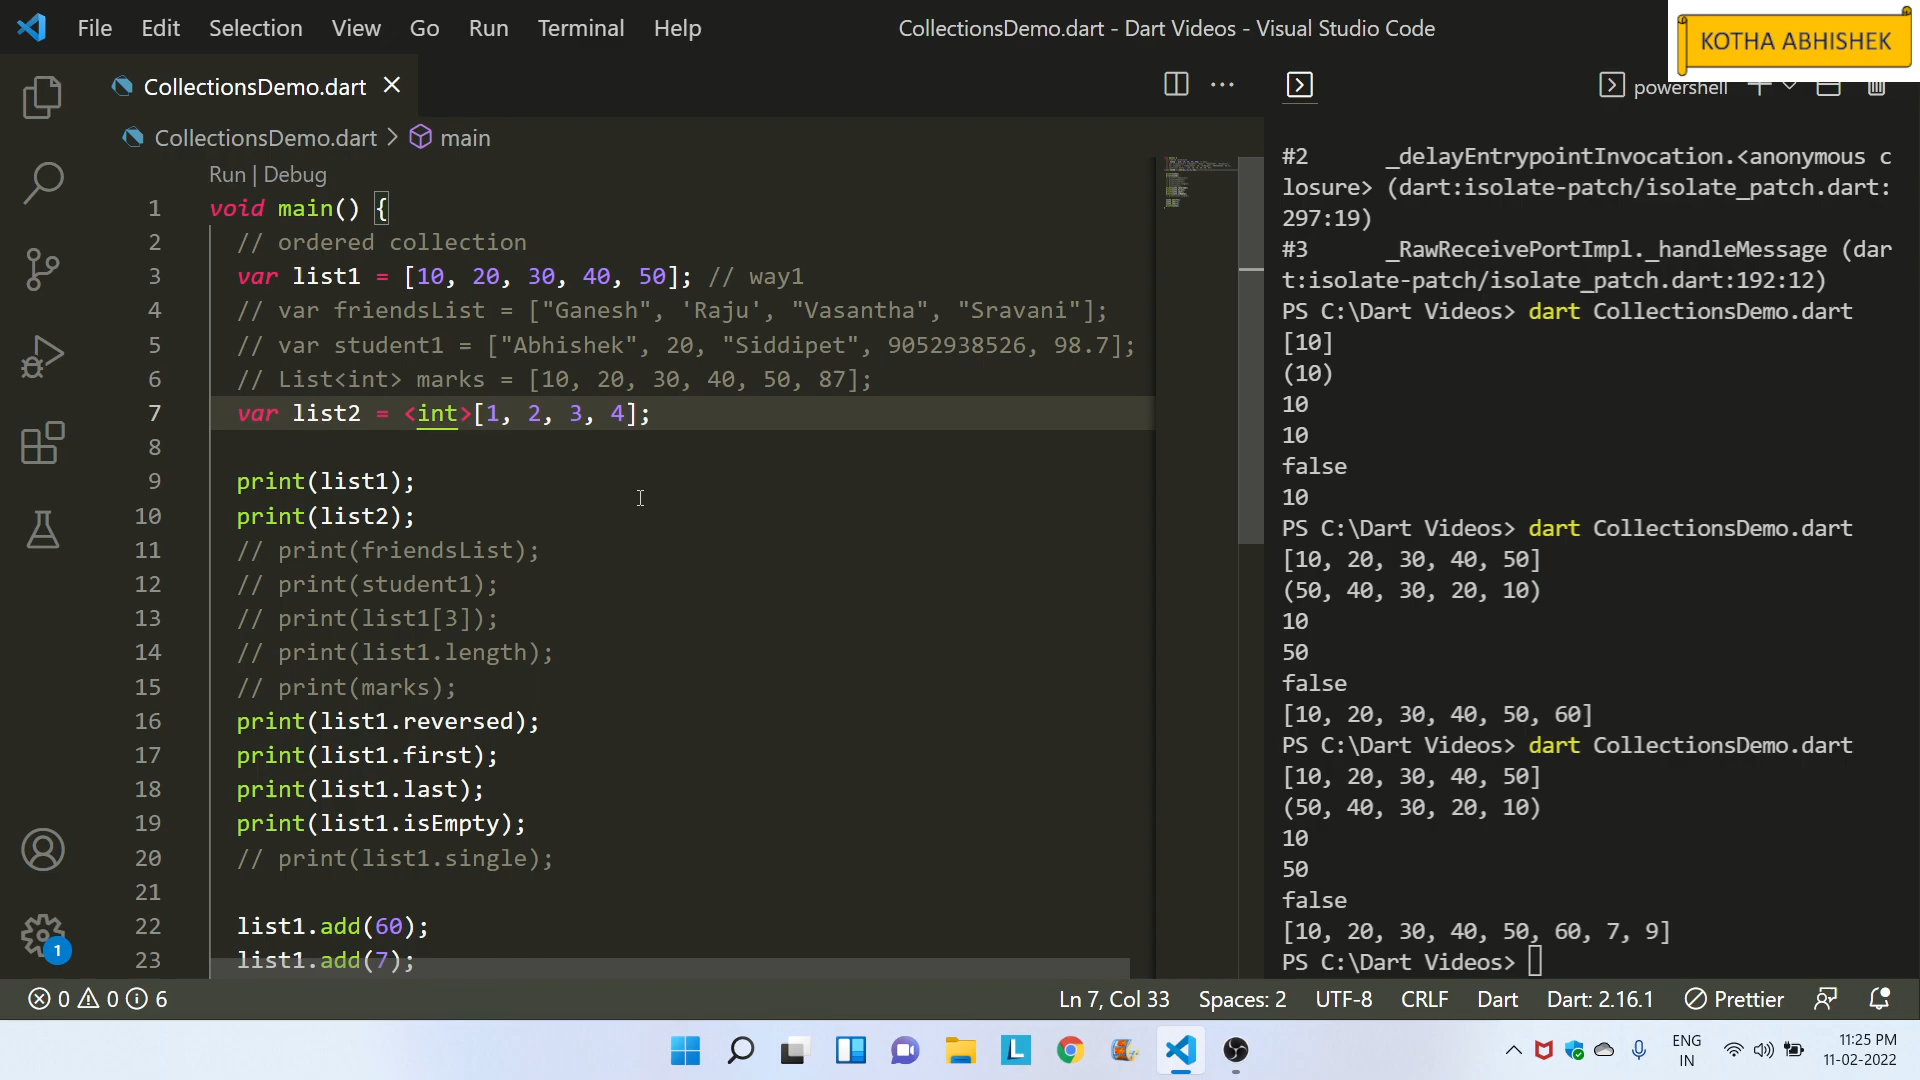 File Edit Selection View Go Run Terminal Help
CollectionsDemo.dart - Dart Videos - Visual Studio Code
KOTHA ABHISHEK
CollectionsDemo.dart
CollectionsDemo.dart > main
Run | Debug
1 void main() {
2 // ordered collection
3 var list1 = [10, 20, 30, 40, 50]; // way1
4 // var friendsList = ["Ganesh", 'Raju', "Vasantha", "Sravani"];
5 // var student1 = ["Abhishek", 20, "Siddipet", 9052938526, 98.7];
6 // List<int> marks = [10, 20, 30, 40, 50, 87];
7 var list2 = <int>[1, 2, 3, 4];
8
9 print(list1);
10 print(list2);
11 // print(friendsList);
12 // print(student1);
13 // print(list1[3]);
14 // print(list1.length);
15 // print(marks);
16 print(list1.reversed);
17 print(list1.first);
18 print(list1.last);
19 print(list1.isEmpty);
20 // print(list1.single);
21
22 list1.add(60);
23 list1.add(7);
powershell
#2 _delayEntrypointInvocation.<anonymous c
losure> (dart:isolate-patch/isolate_patch.dart:
297:19)
#3 _RawReceivePortImpl._handleMessage (dar
t:isolate-patch/isolate_patch.dart:192:12)
PS C:\Dart Videos> dart CollectionsDemo.dart
[10]
(10)
10
10
false
10
PS C:\Dart Videos> dart CollectionsDemo.dart
[10, 20, 30, 40, 50]
(50, 40, 30, 20, 10)
10
50
false
[10, 20, 30, 40, 50, 60]
PS C:\Dart Videos> dart CollectionsDemo.dart
[10, 20, 30, 40, 50]
(50, 40, 30, 20, 10)
10
50
false
[10, 20, 30, 40, 50, 60, 7, 9]
PS C:\Dart Videos>
1
0 0 6
Ln 7, Col 33 Spaces: 2 UTF-8 CRLF Dart Dart: 2.16.1 Prettier
L
ENG
IN
11:25 PM
11-02-2022